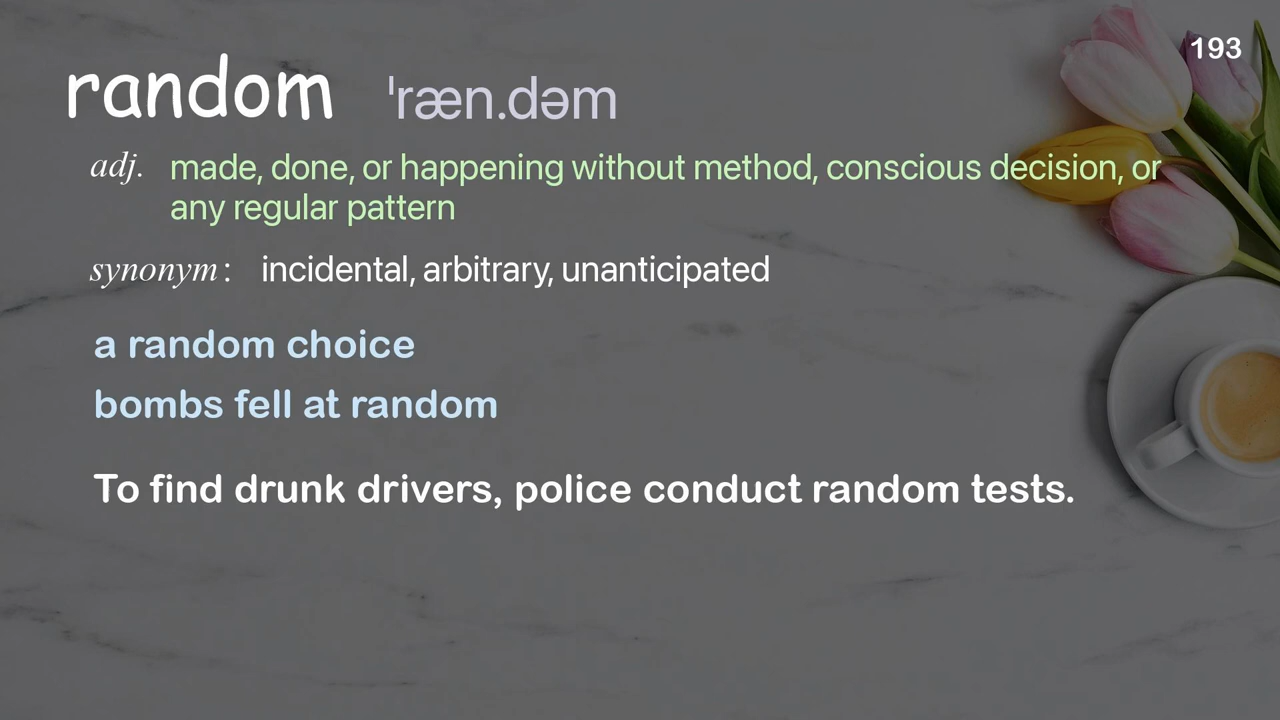 193
random ˈræn.dəm
adj. made, done, or happening without method, conscious decision, or
any regular pattern
synonym: incidental, arbitrary, unanticipated
a random choice
bombs fell at random
To find drunk drivers, police conduct random tests.